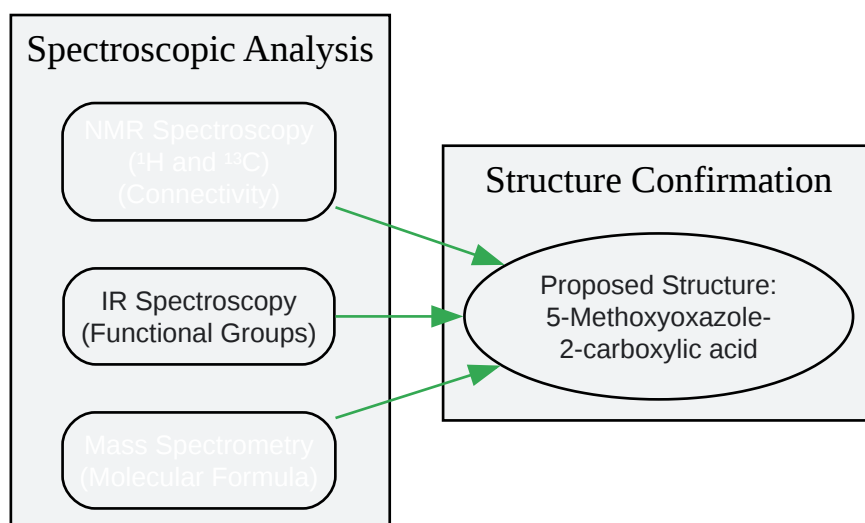 Spectroscopic Analysis
NMR Spectroscopy
(¹H and ¹³C)
(Connectivity)
IR Spectroscopy
(Functional Groups)
Mass Spectrometry
(Molecular Formula)
Structure Confirmation
Proposed Structure:
5-Methoxyoxazole-
2-carboxylic acid